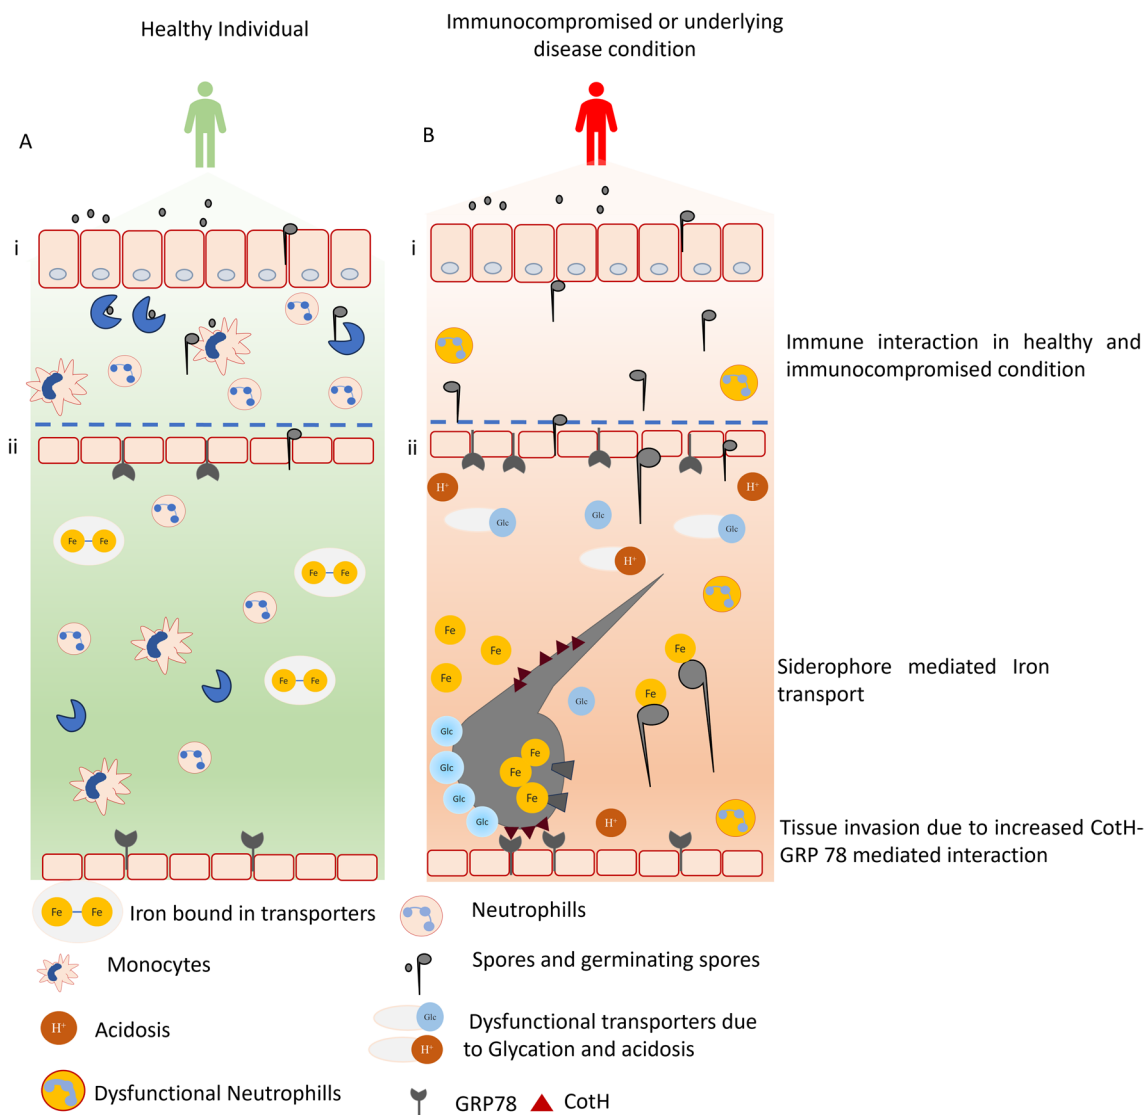 Healthy Individual
Immunocompromised or underlying
disease condition
A
B
i
i
Immune interaction in healthy and
immunocompromised condition
ii
ii
H⁺
H⁺
Glc
Glc
Glc
Fe Fe
H⁺
Fe Fe
Fe
Fe
Fe
Fe
Siderophore mediated Iron
transport
Fe Fe
Glc
Fe
Glc
Fe
Glc
Fe
Glc
Fe
Glc
H⁺
Tissue invasion due to increased CotH-
GRP 78 mediated interaction
Fe Fe
Iron bound in transporters
Neutrophills
Monocytes
Spores and germinating spores
H⁺
Acidosis
Glc
H⁺
Dysfunctional transporters due
to Glycation and acidosis
Dysfunctional Neutrophills
GRP78
CotH